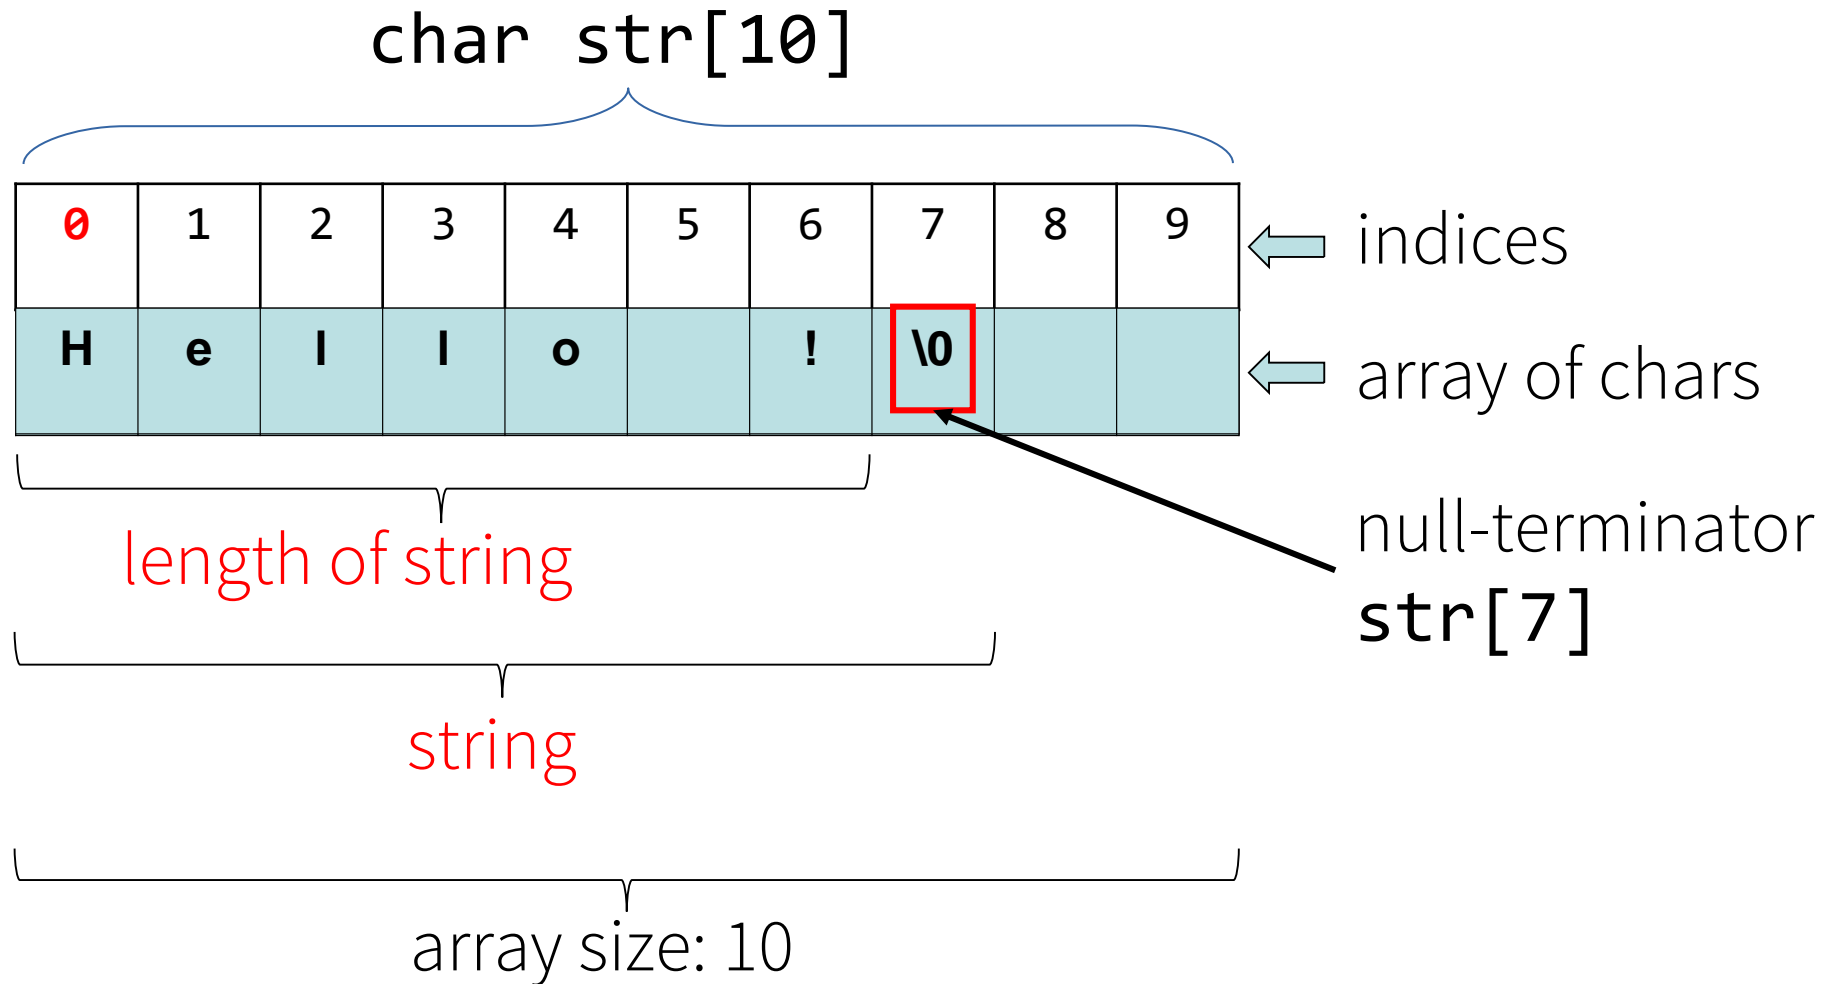 char str[10]
0 1 2 3 4 5 6 7 8 9
indices
H e l l o ! \0
array of chars
length of string
null-terminator
str[7]
string
array size: 10